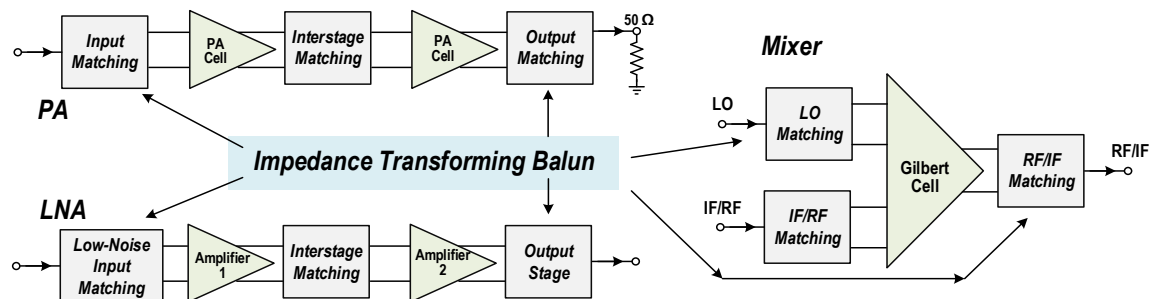 Input
Matching
PA
Cell
Interstage
Matching
PA
Cell
Output
Matching
50 Ω
PA
Impedance Transforming Balun
LNA
Low-Noise
Input
Matching
Amplifier
1
Interstage
Matching
Amplifier
2
Output
Stage
Mixer
LO
LO
Matching
IF/RF
IF/RF
Matching
Gilbert
Cell
RF/IF
Matching
RF/IF